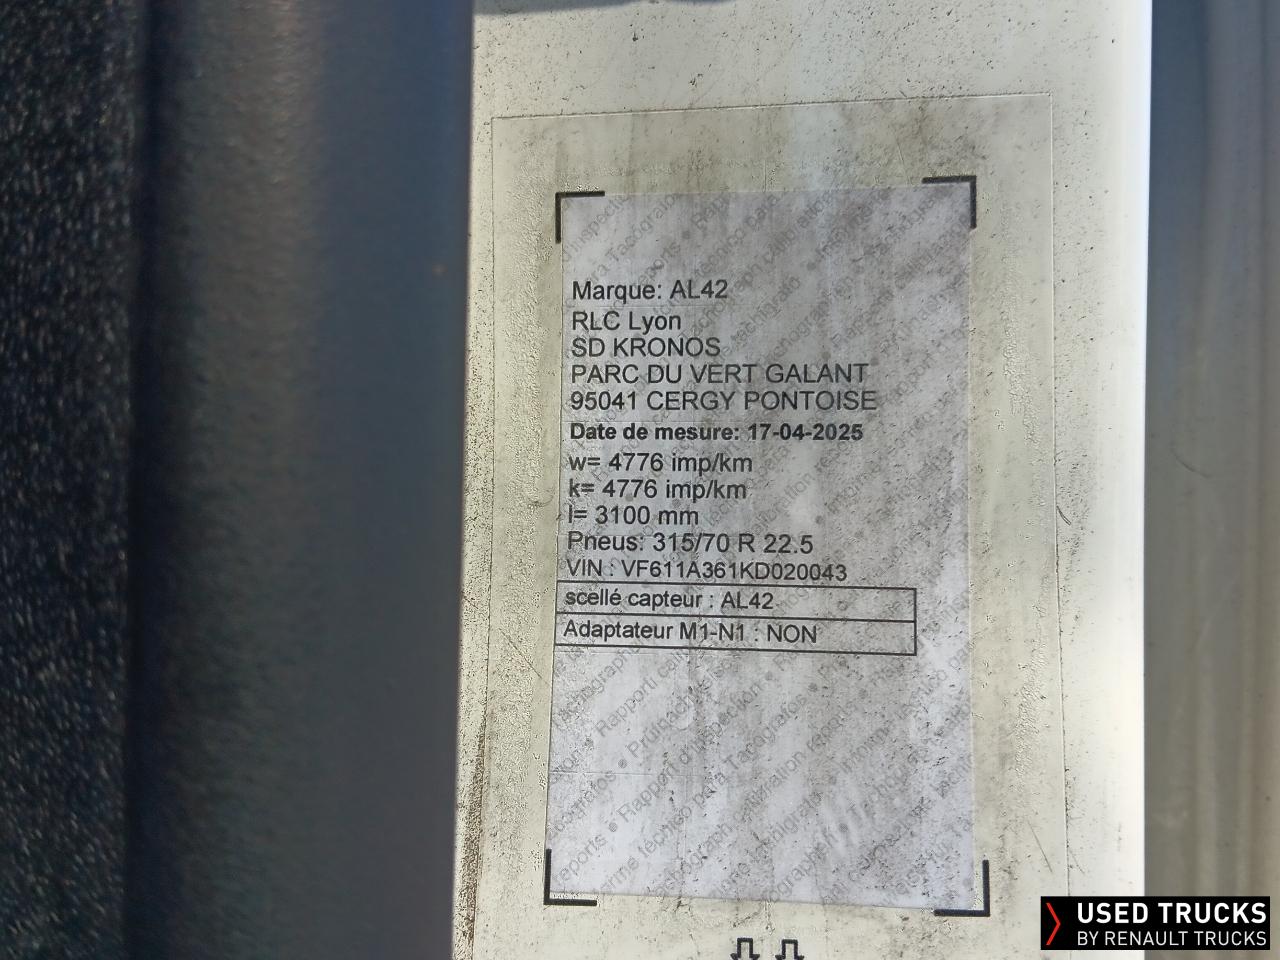 Marque: AL42
RLC Lyon
SD KRONOS
PARC DU VERT GALANT
95041 CERGY PONTOISE
Date de mesure: 17-04-2025
w= 4776 imp/km
k= 4776 imp/km
l= 3100 mm
Pneus: 315/70 R 22.5
VIN : VF611A361KD020043
scellé capteur : AL42
Adaptateur M1-N1 : NON
USED TRUCKS
BY RENAULT TRUCKS